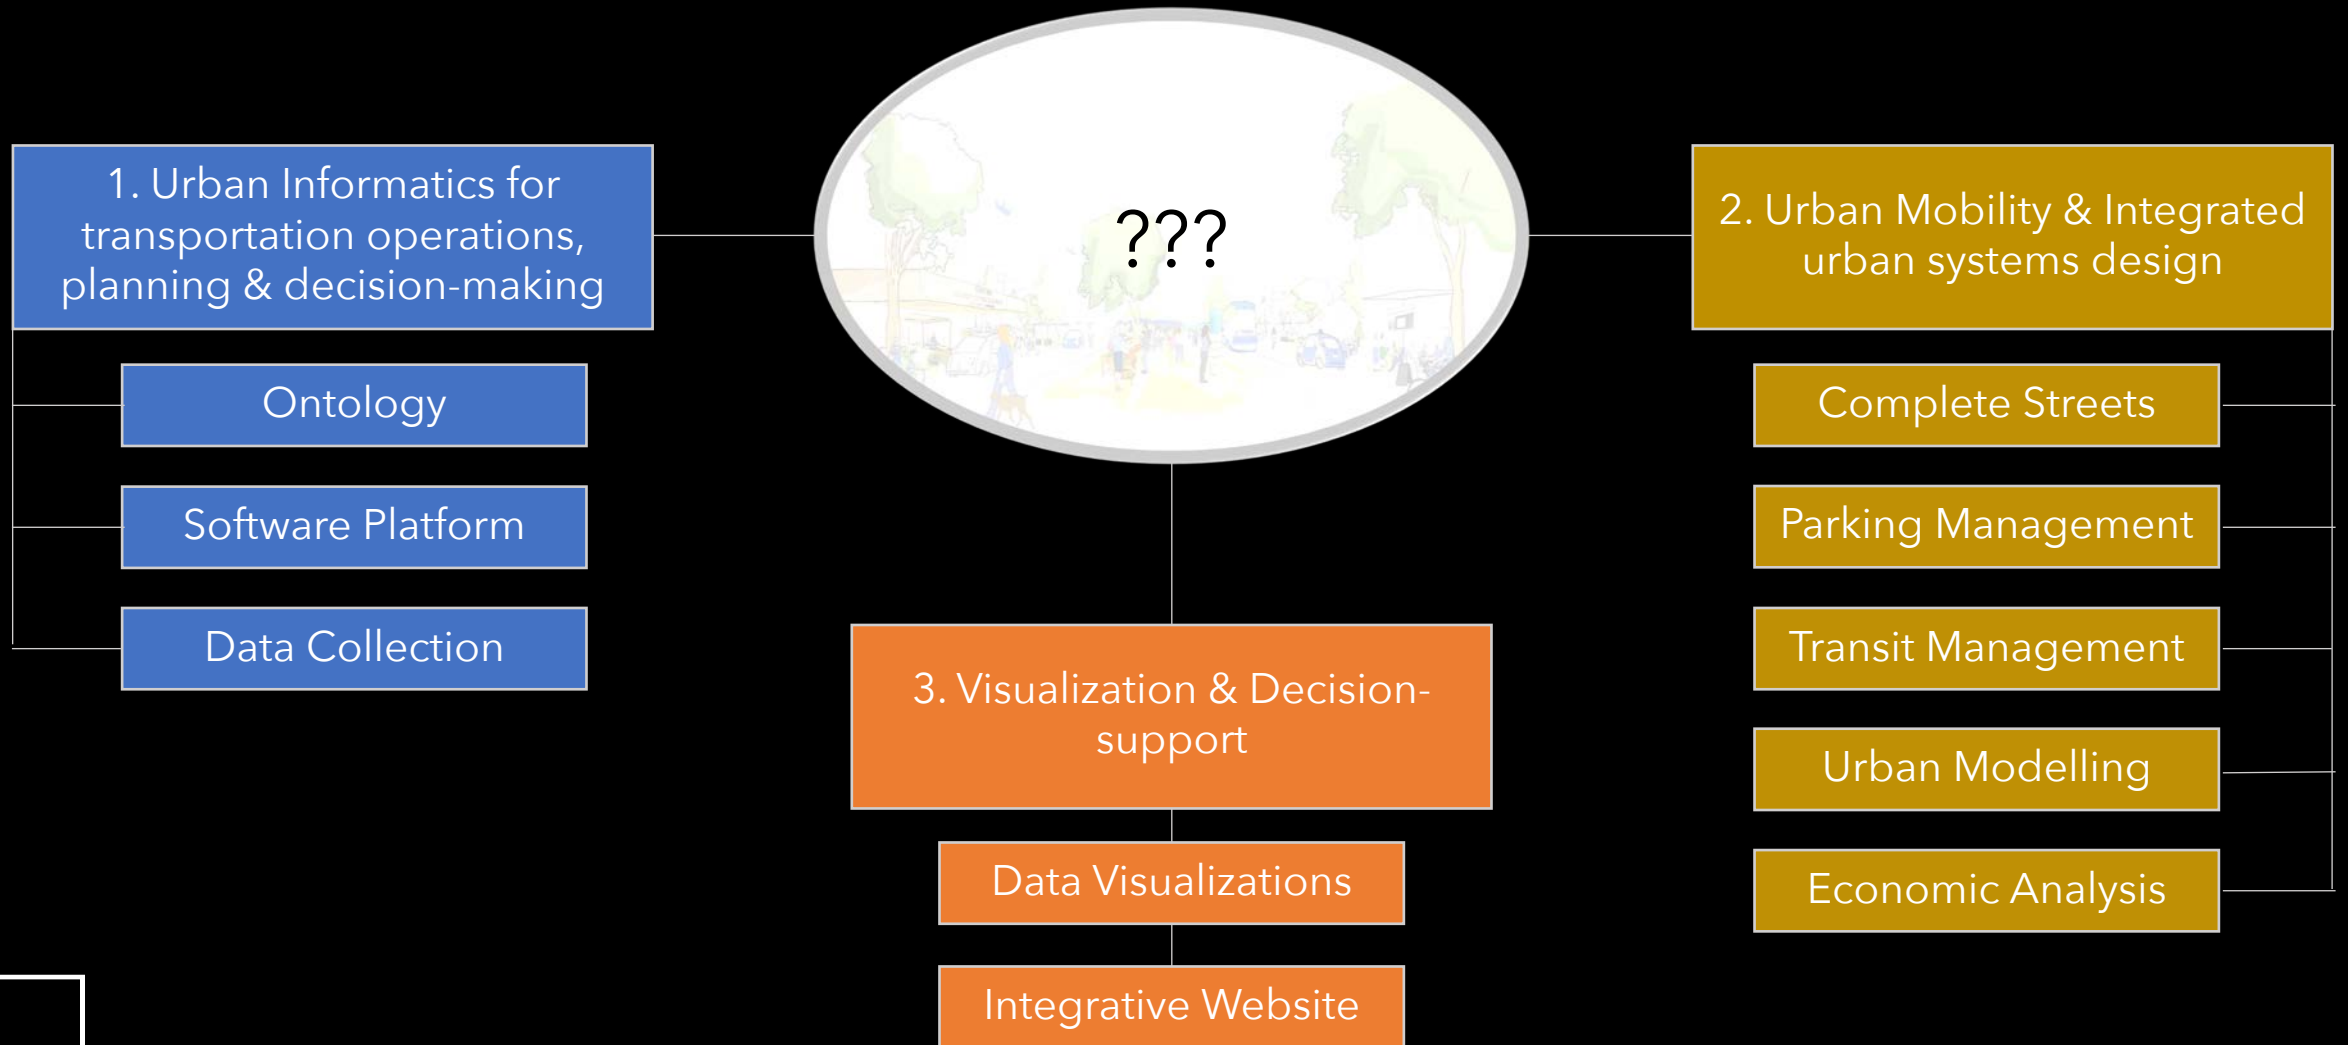 ???
1. Urban Informatics for
transportation operations,
planning & decision-making
Ontology
Software Platform
Data Collection
2. Urban Mobility & Integrated
urban systems design
Complete Streets
Parking Management
Transit Management
Urban Modelling
Economic Analysis
3. Visualization & Decision-
support
Data Visualizations
Integrative Website